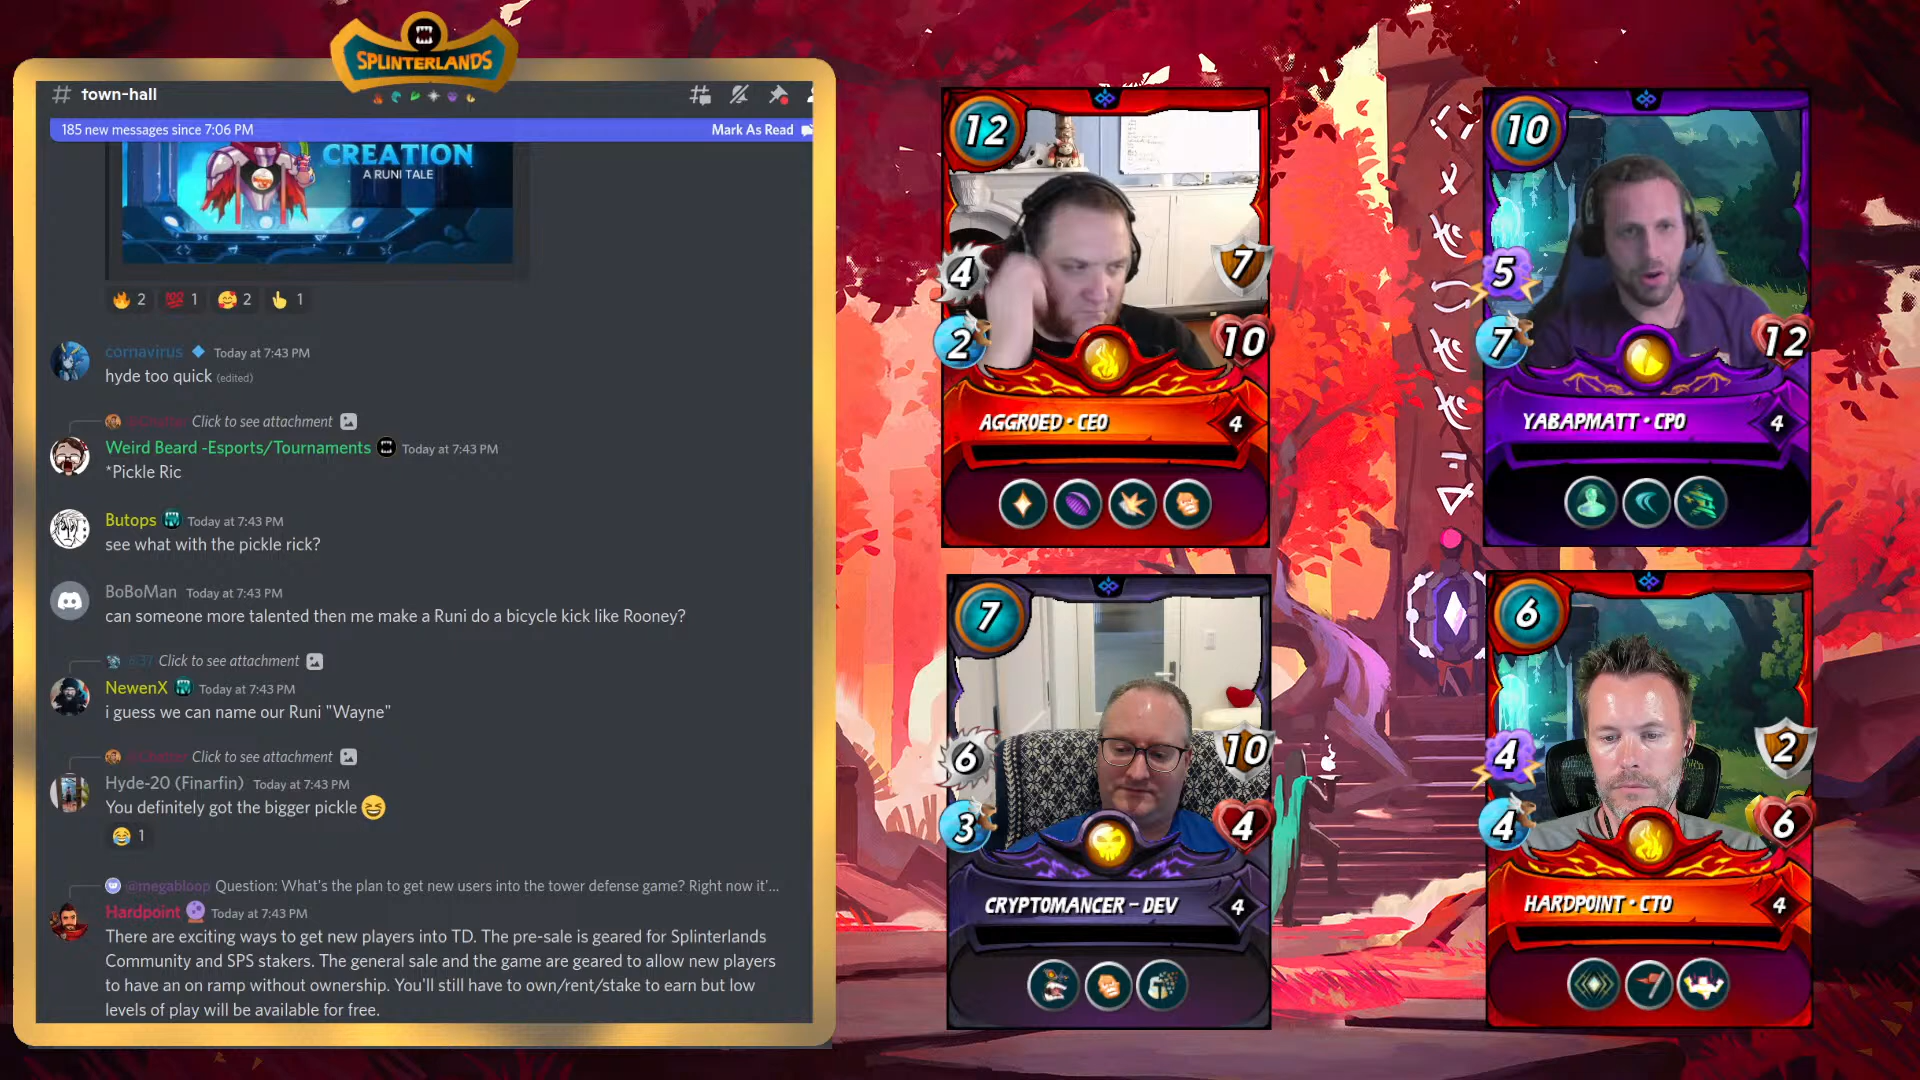 SPLINTERLANDS
# town-hall
185 new messages since 7:06 PM
Mark As Read
CREATION
A RUNI TALE
2
100 1
2
1
cornavirus Today at 7:43 PM
hyde too quick (edited)
Click to see attachment
Weird Beard -Esports/Tournaments Today at 7:43 PM
*Pickle Ric
Butops Today at 7:43 PM
see what with the pickle rick?
BoBoMan Today at 7:43 PM
can someone more talented then me make a Runi do a bicycle kick like Rooney?
Click to see attachment
NewenX Today at 7:43 PM
i guess we can name our Runi "Wayne"
Click to see attachment
Hyde-20 (Finarfin) Today at 7:43 PM
You definitely got the bigger pickle
1
@megabloop Question: What's the plan to get new users into the tower defense game? Right now it'...
Hardpoint Today at 7:43 PM
There are exciting ways to get new players into TD. The pre-sale is geared for Splinterlands
Community and SPS stakers. The general sale and the game are geared to allow new players
to have an on ramp without ownership. You'll still have to own/rent/stake to earn but low
levels of play will be available for free.
12
4
7
2
10
AGGROED • CEO
4
10
5
7
12
YABAPMATT • CPO
4
7
6
10
3
4
CRYPTOMANCER - DEV
4
6
4
2
4
6
HARDPOINT • CTO
4